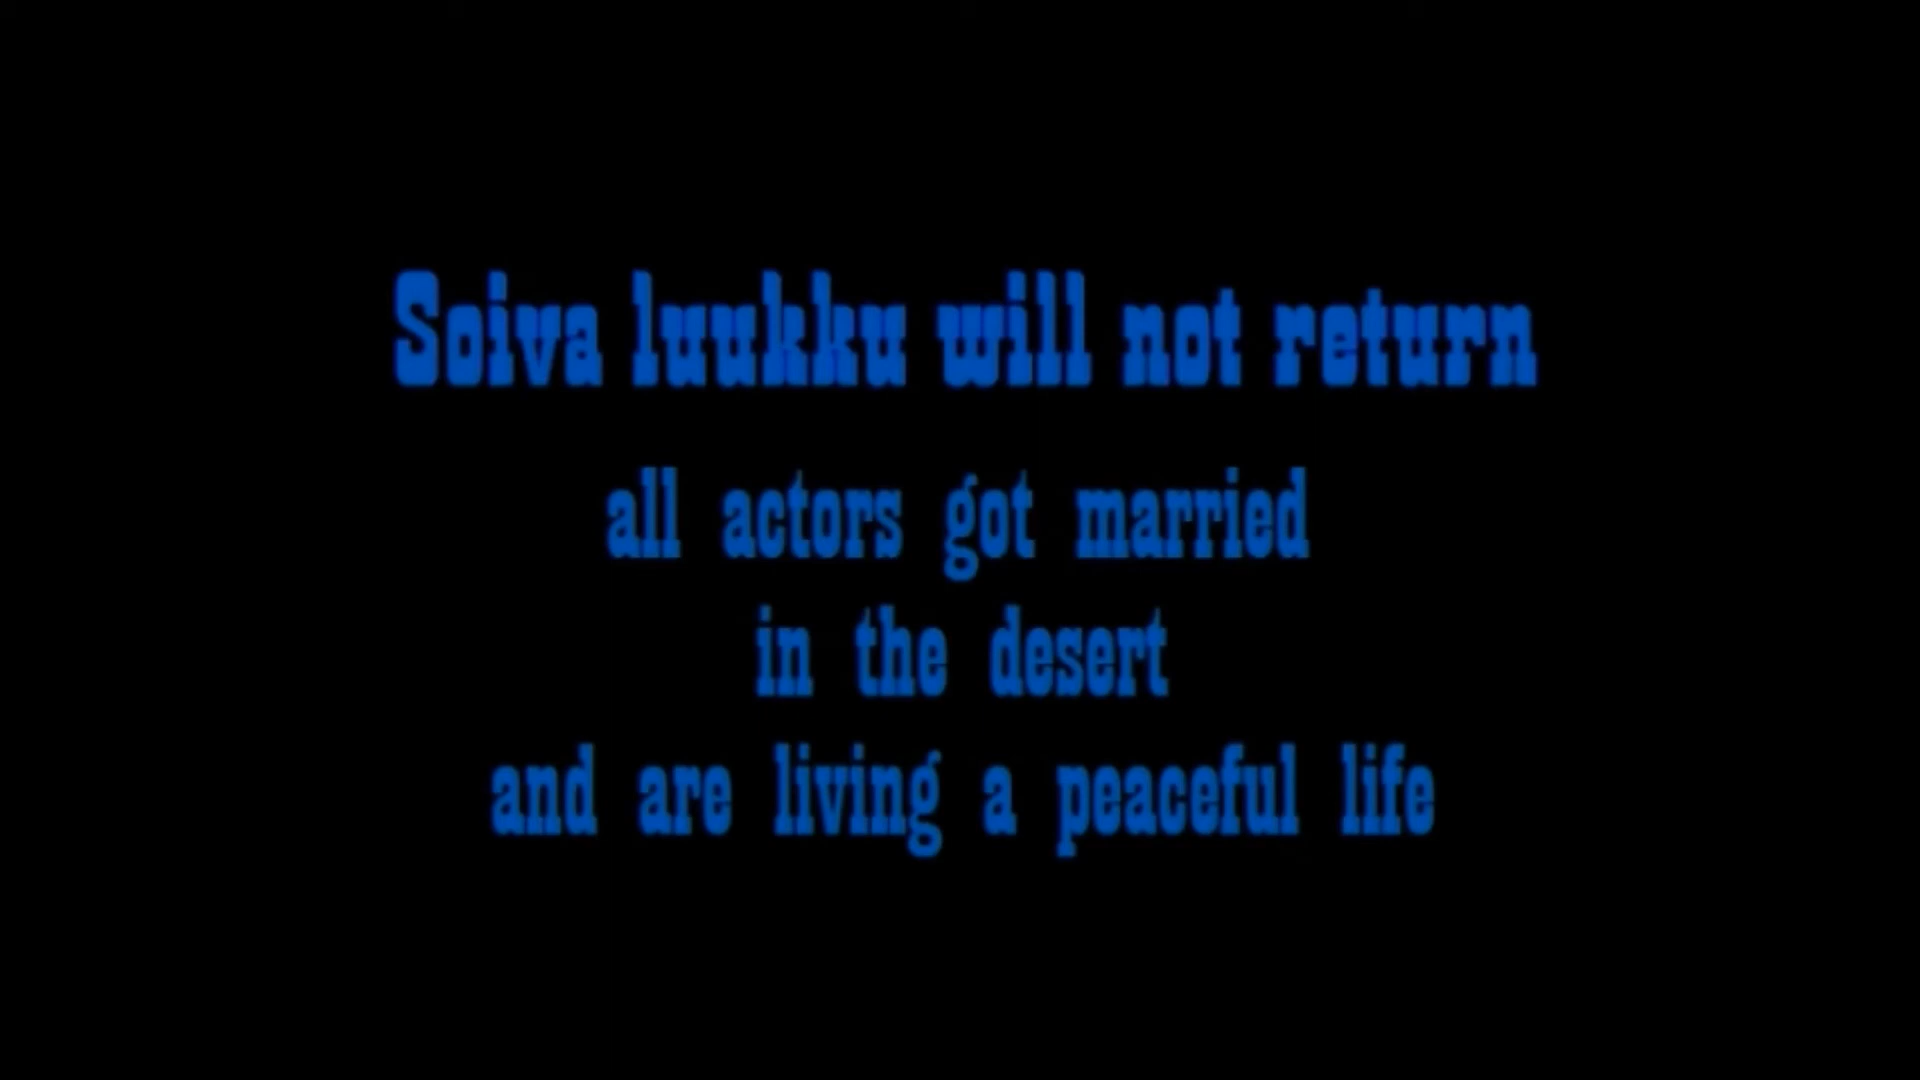 Soiva luukku will not return
all actors got married
in the desert
and are living a peaceful life